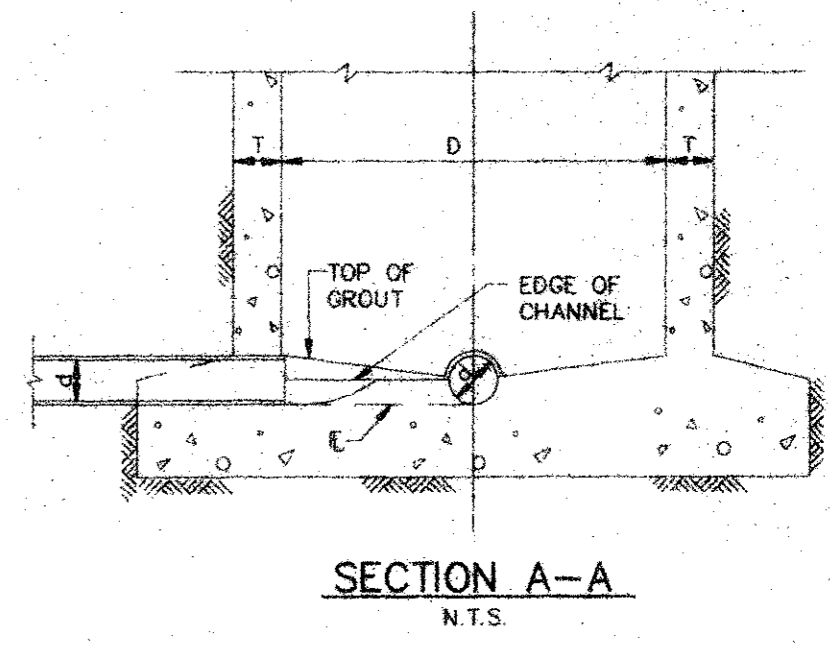 T
D
T
TOP OF
GROUT
EDGE OF
CHANNEL
d
d
℄
SECTION A-A
N.T.S.